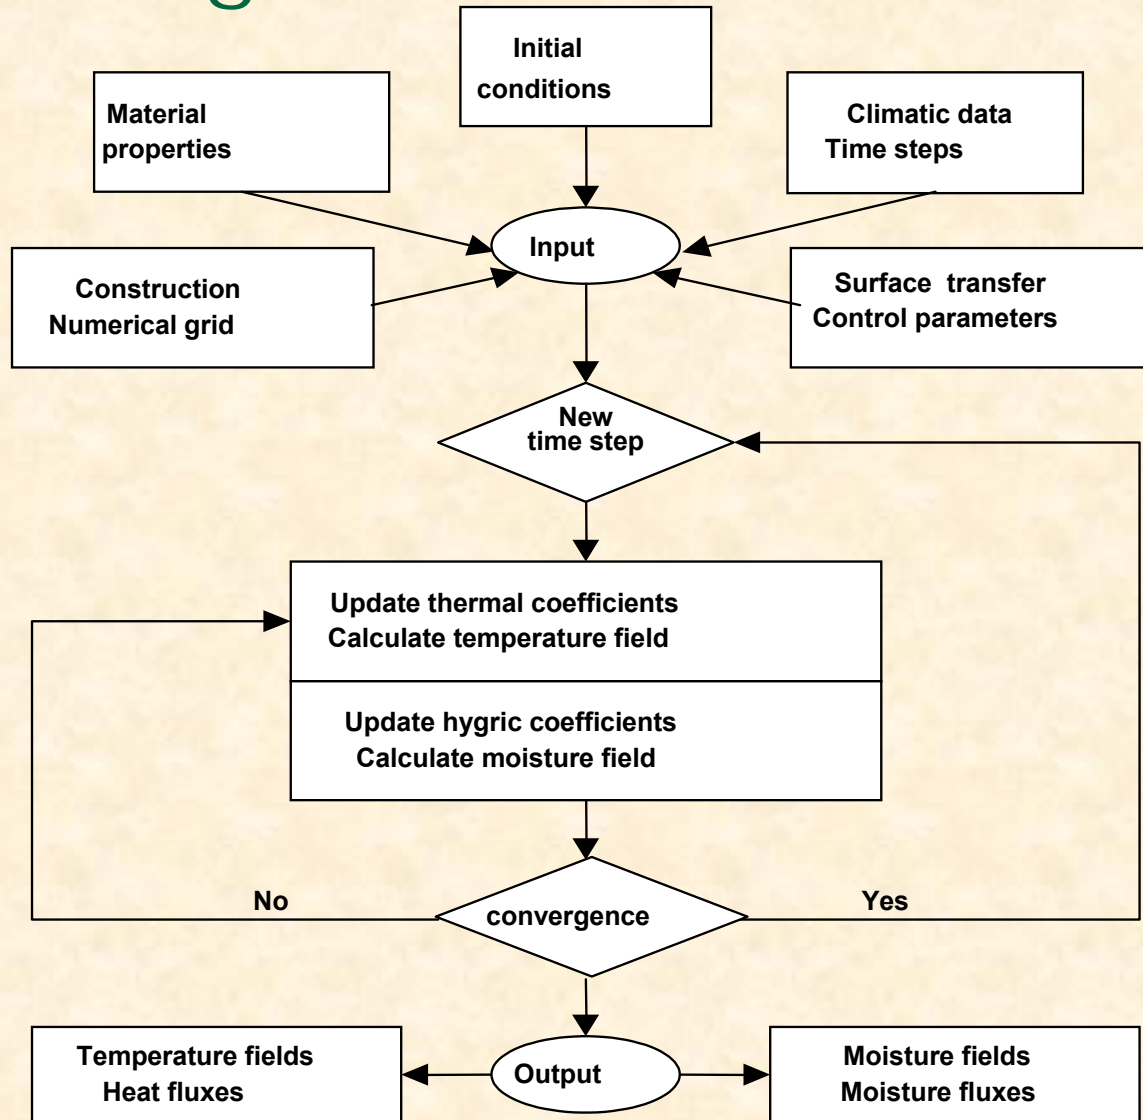 Initial
conditions
Material
properties
Climatic data
Time steps
Input
Construction
Numerical grid
Surface transfer
Control parameters
New
time step
Update thermal coefficients
Calculate temperature field
Update hygric coefficients
Calculate moisture field
No
convergence
Yes
Temperature fields
Heat fluxes
Output
Moisture fields
Moisture fluxes